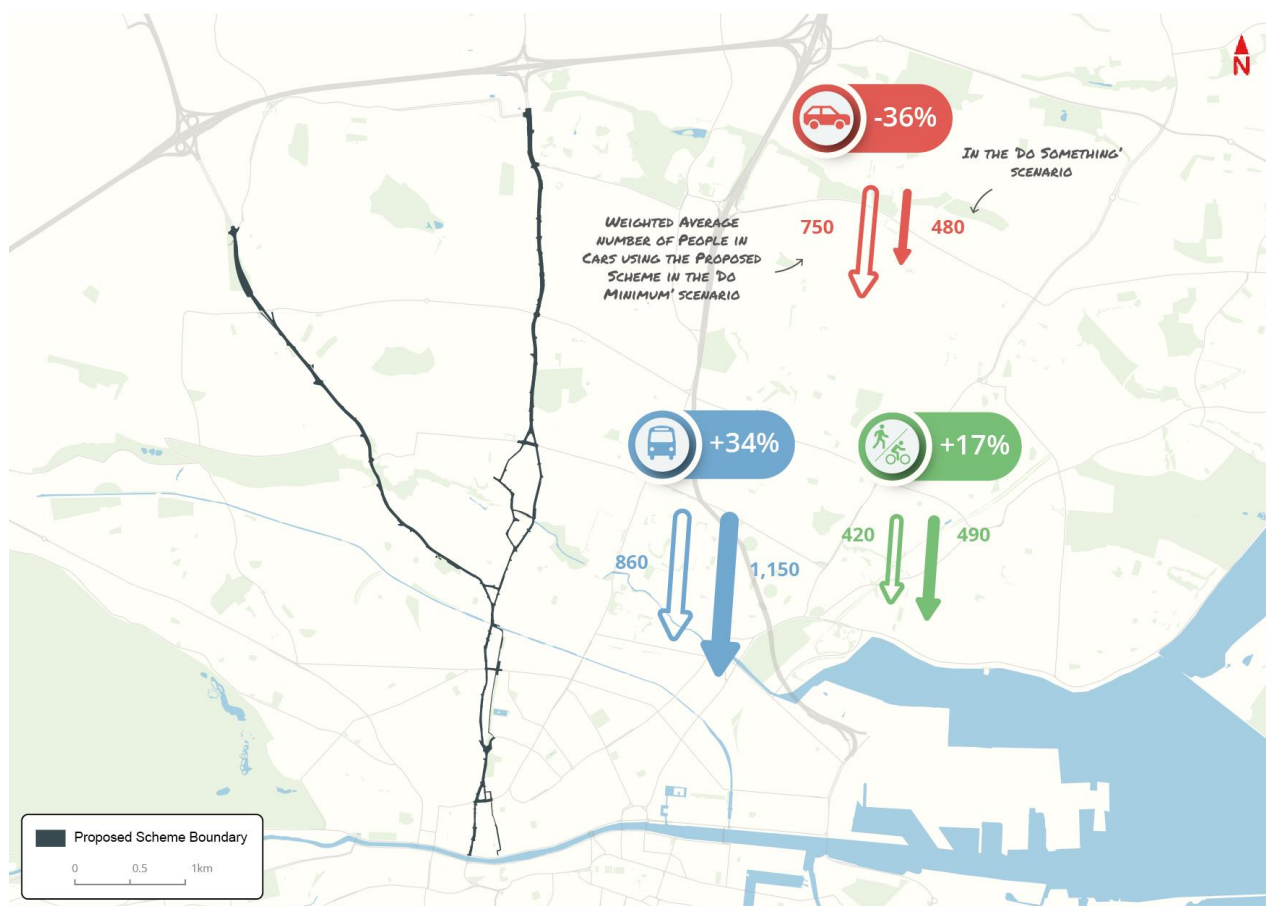 N
-36%
IN THE 'DO SOMETHING'
SCENARIO
WEIGHTED AVERAGE
NUMBER OF PEOPLE IN
CARS USING THE PROPOSED
SCHEME IN THE 'DO
MINIMUM' SCENARIO
750
480
+34%
+17%
860
1,150
420
490
Proposed Scheme Boundary
0 0.5 1km